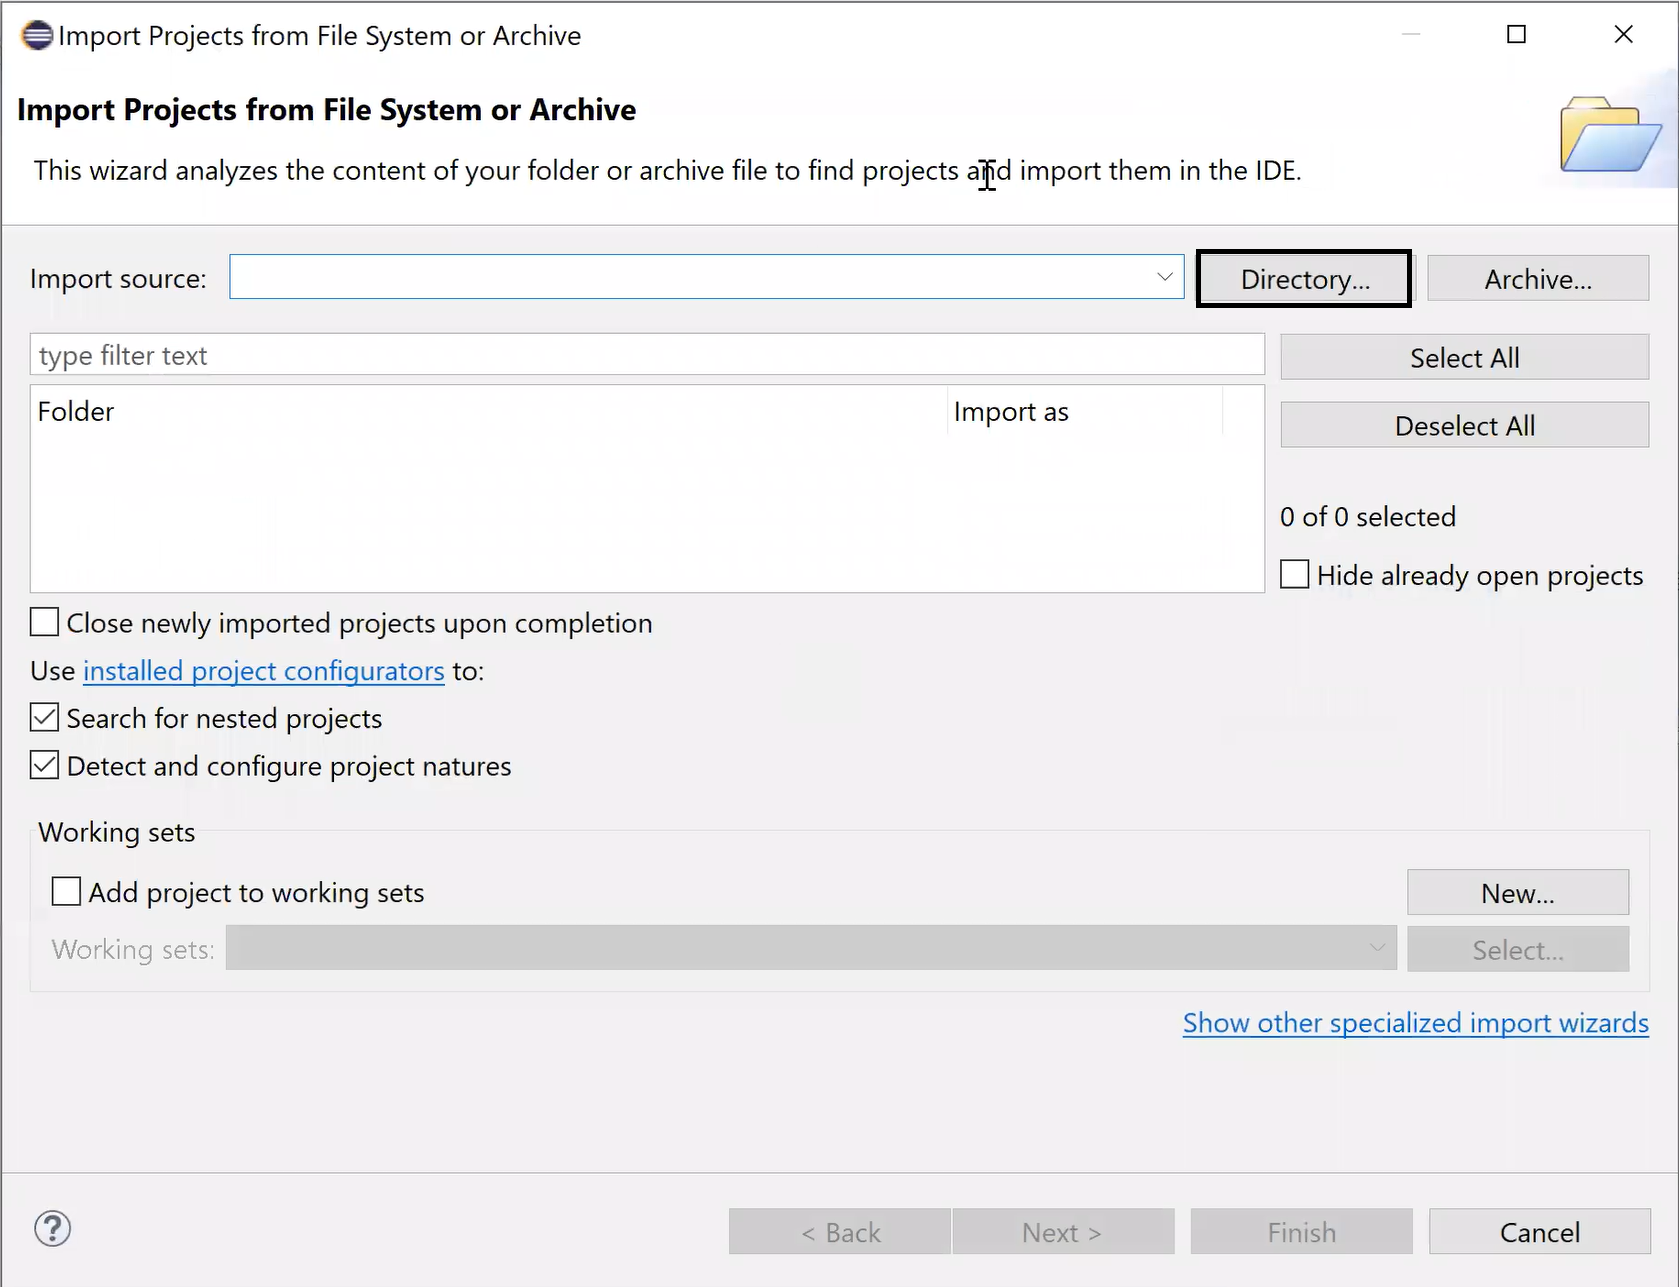 Import Projects from File System or Archive
Import Projects from File System or Archive
This wizard analyzes the content of your folder or archive file to find projects and import them in the IDE.
Import source:
Directory...
Archive...
type filter text
Select All
Folder
Import as
Deselect All
0 of 0 selected
Hide already open projects
Close newly imported projects upon completion
Use installed project configurators to:
Search for nested projects
Detect and configure project natures
Working sets
Add project to working sets
New...
Working sets:
Select...
Show other specialized import wizards
?
< Back
Next >
Finish
Cancel